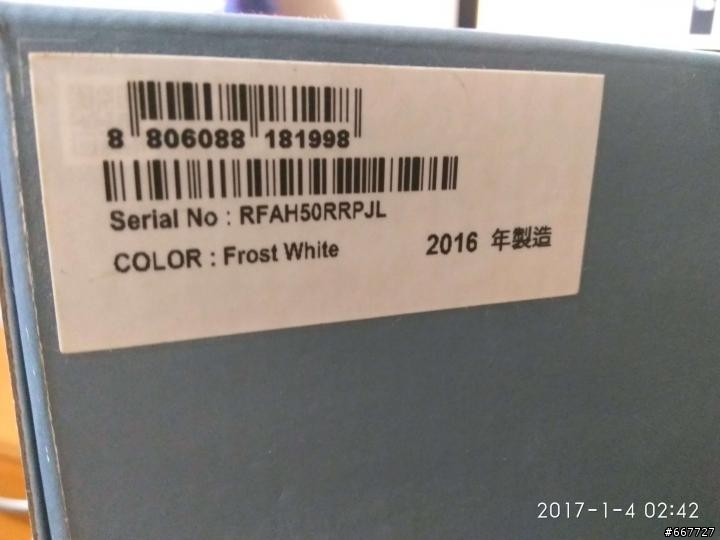 8 806088 181998
Serial No : RFAH50RRPJL
COLOR : Frost White
2016 年製造
2017-1-4 02:42
#667727